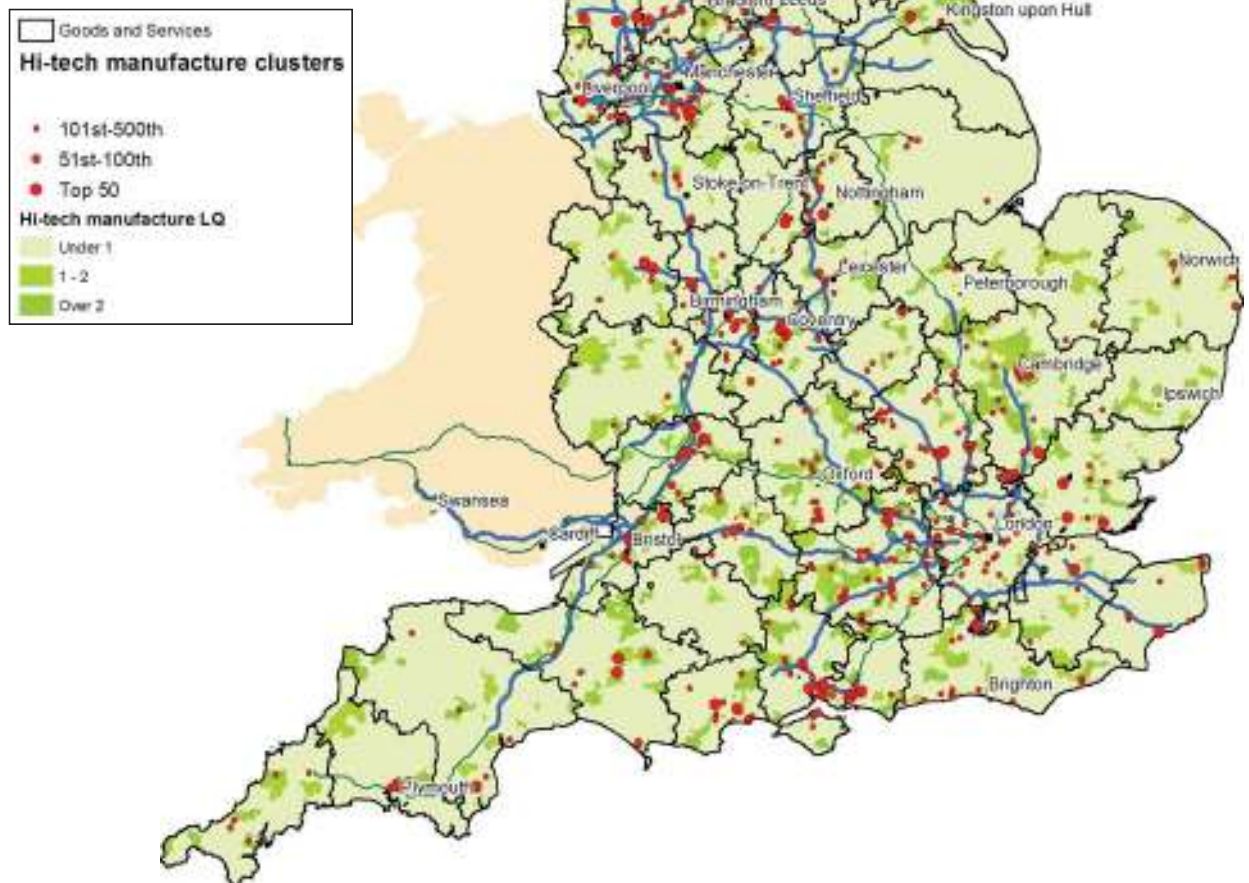 Goods and Services
Hi-tech manufacture clusters
101st-500th
51st-100th
Top 50
Hi-tech manufacture LQ
Under 1
1 - 2
Over 2
Bradford Leeds
Kingston upon Hull
Manchester
Liverpool
Sheffield
Stoke-on-Trent
Nottingham
Norwich
Leicester
Peterborough
Birmingham
Coventry
Cambridge
Ipswich
Oxford
Swansea
London
Cardiff
Bristol
Brighton
Plymouth